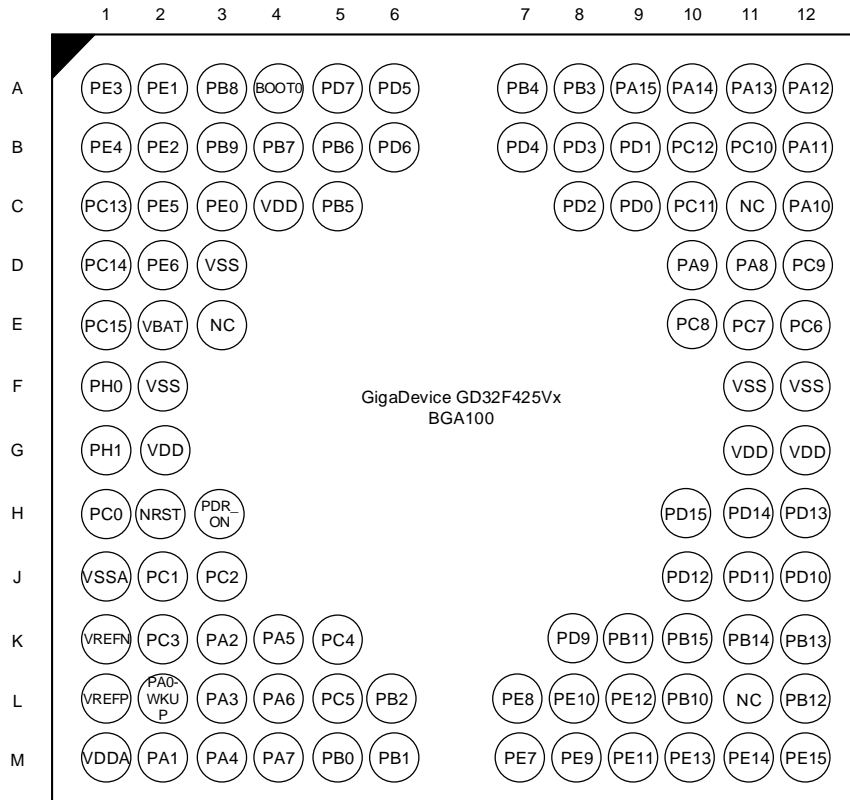 1 2 3 4 5 6 7 8 9 10 11 12
A PE3 PE1 PB8 BOOT0 PD7 PD5 PB4 PB3 PA15 PA14 PA13 PA12
B PE4 PE2 PB9 PB7 PB6 PD6 PD4 PD3 PD1 PC12 PC10 PA11
C PC13 PE5 PE0 VDD PB5 PD2 PD0 PC11 NC PA10
D PC14 PE6 VSS PA9 PA8 PC9
E PC15 VBAT NC PC8 PC7 PC6
F PH0 VSS VSS VSS
GigaDevice GD32F425Vx
BGA100
G PH1 VDD VDD VDD
H PC0 NRST PDR_
ON PD15 PD14 PD13
J VSSA PC1 PC2 PD12 PD11 PD10
K VREFN PC3 PA2 PA5 PC4 PD9 PB11 PB15 PB14 PB13
L VREFP PA0-
WKU
P PA3 PA6 PC5 PB2 PE8 PE10 PE12 PB10 NC PB12
M VDDA PA1 PA4 PA7 PB0 PB1 PE7 PE9 PE11 PE13 PE14 PE15